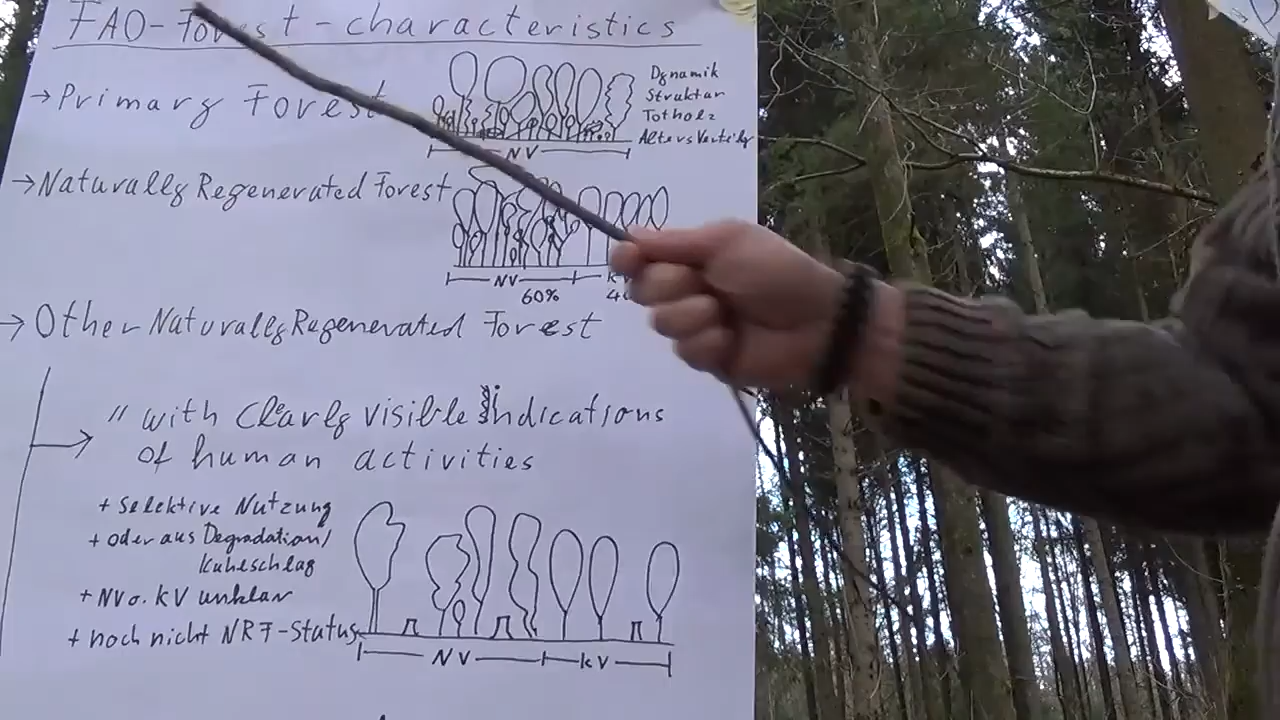 FAO-Forest-characteristics
→Primary Forest
Dynamik
Struktur
Totholz
NV
→Naturally Regenerated Forest
NV
60%
→Other Naturally Regenerated Forest
" with Clearly visible indications
of human activities
+ Selektive Nutzung
+ oder aus Degradation/
+ NV o. KV unklar
+ noch nicht NRF-Status
NV
KV